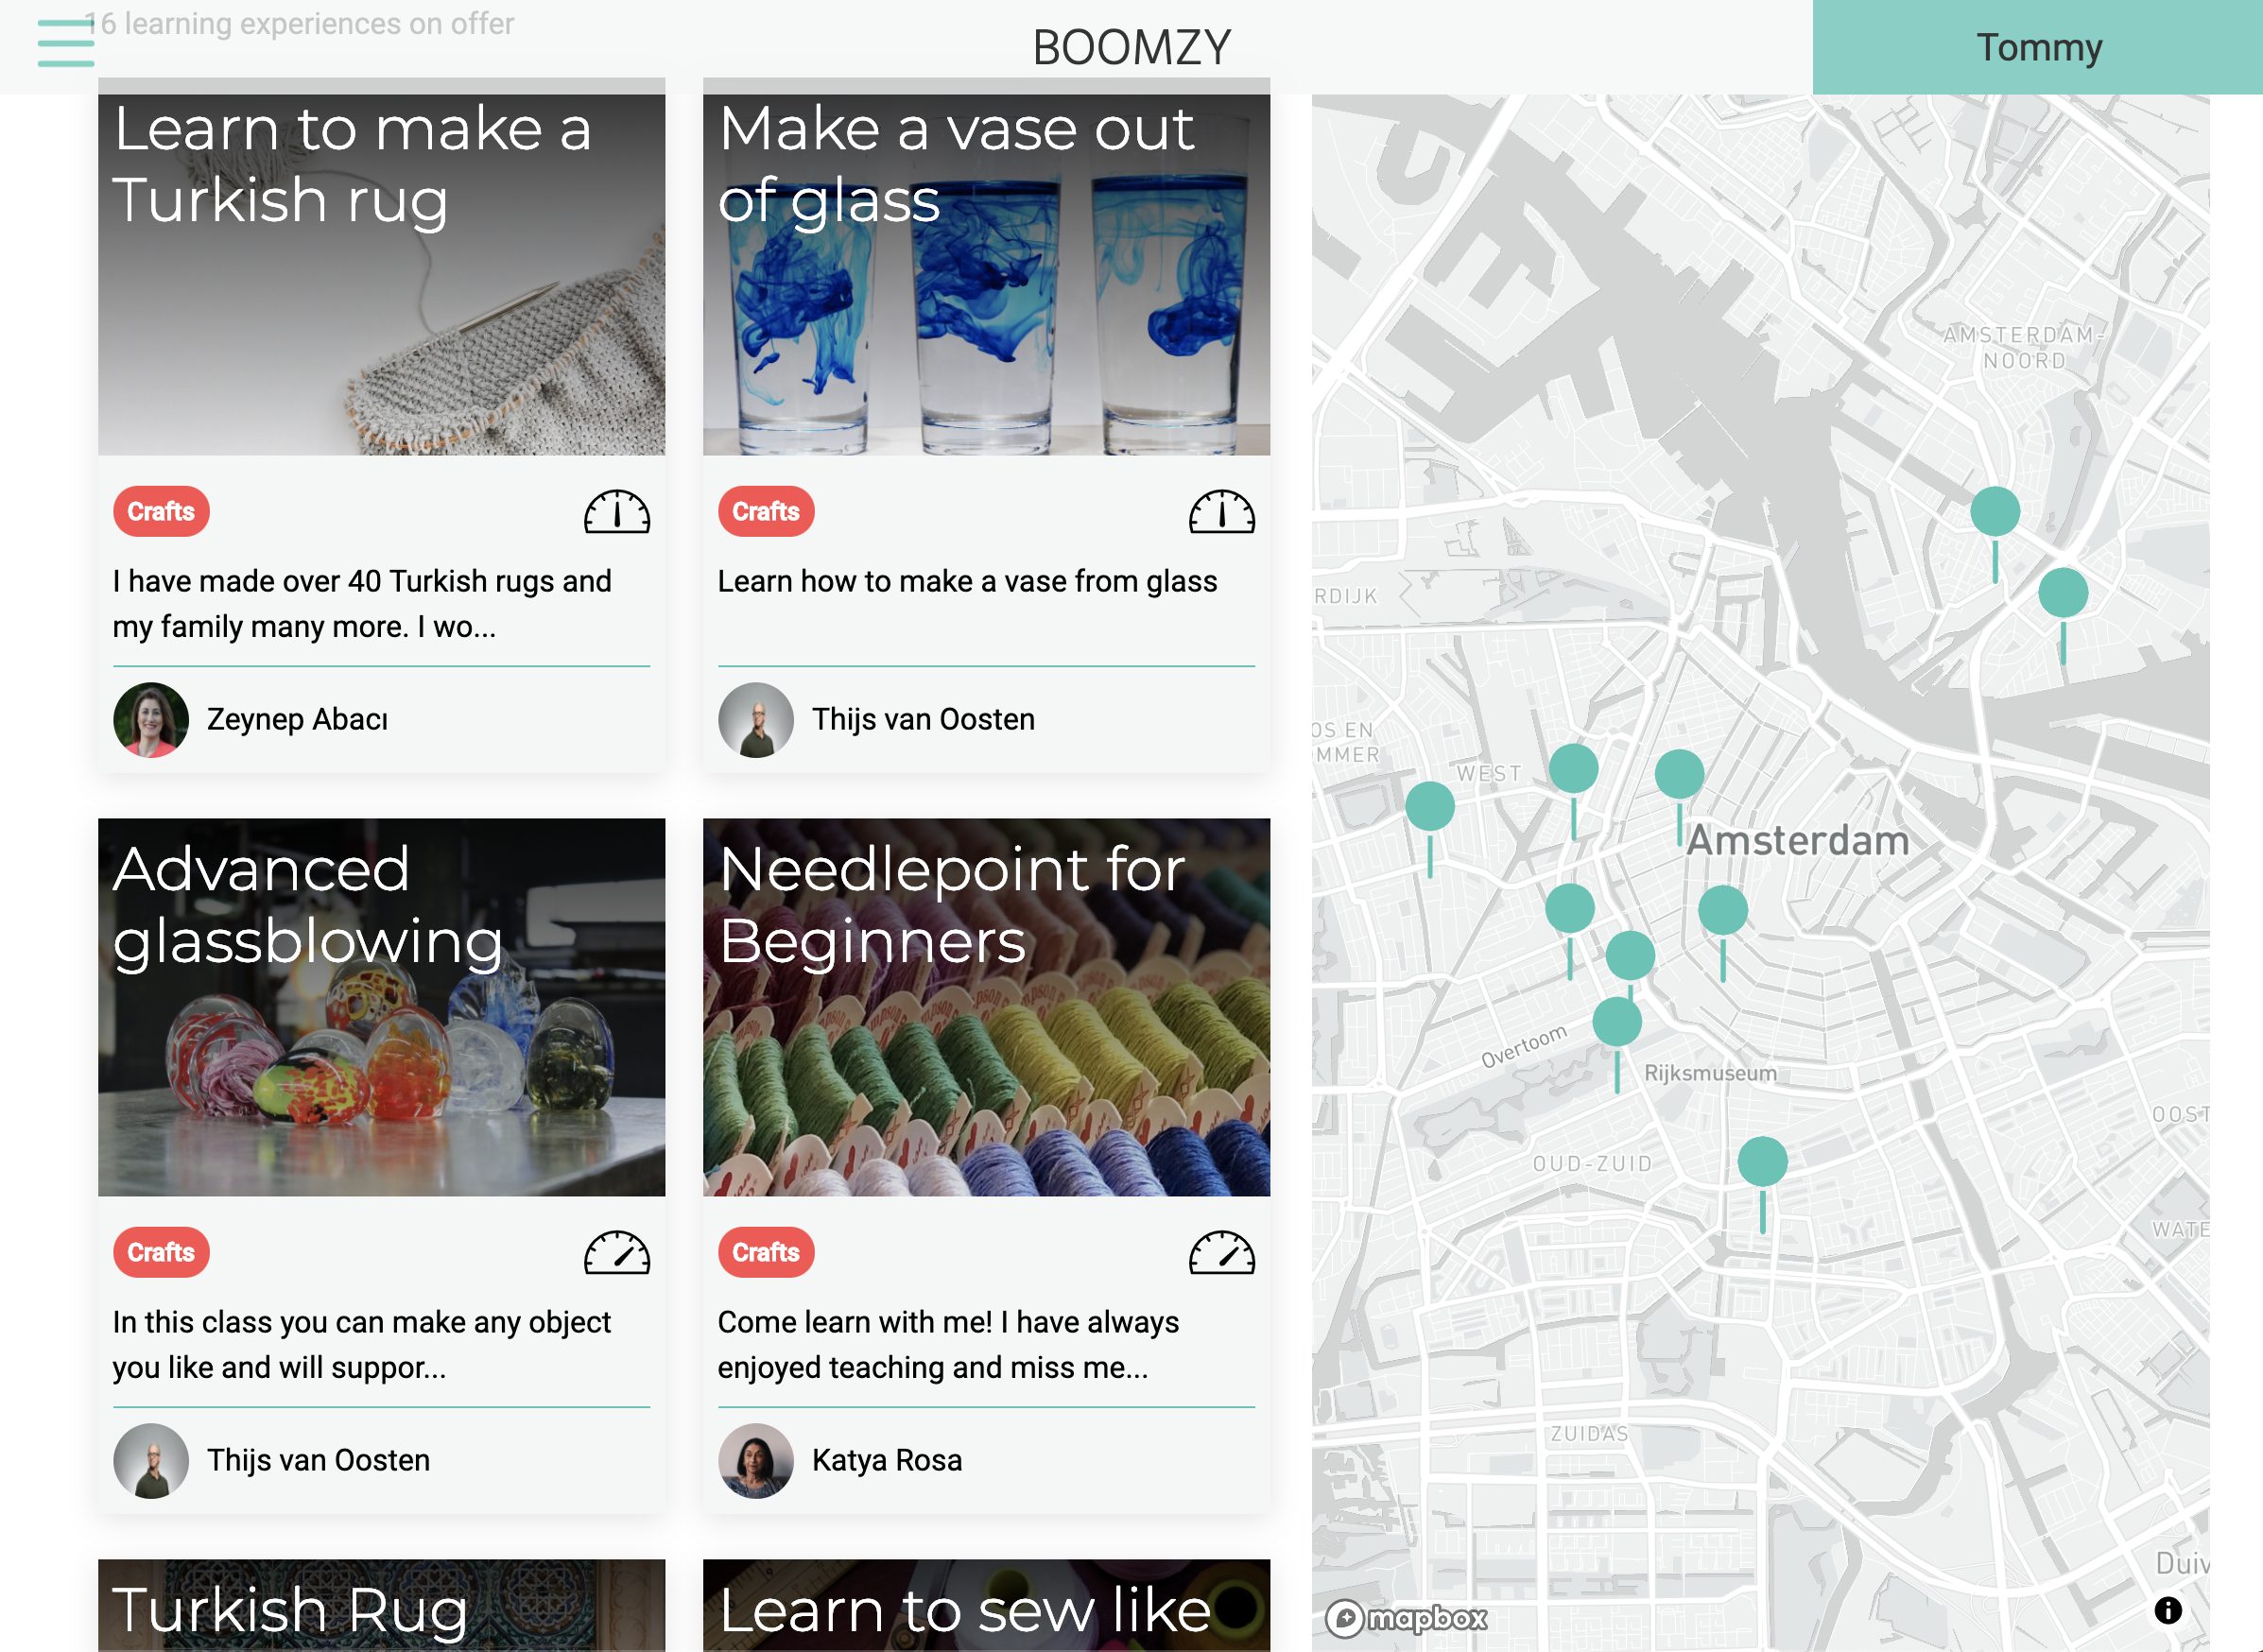 16 learning experiences on offer
BOOMZY
Tommy
Learn to make a
Turkish rug
Crafts
I have made over 40 Turkish rugs and
my family many more. I wo...
Zeynep Abacı
Make a vase out
of glass
Crafts
Learn how to make a vase from glass
Thijs van Oosten
Advanced
glassblowing
Crafts
In this class you can make any object
you like and will suppor...
Thijs van Oosten
Needlepoint for
Beginners
Crafts
Come learn with me! I have always
enjoyed teaching and miss me...
Katya Rosa
Turkish Rug
Learn to sew like
AMSTERDAM-
NOORD
RDIJK
OS EN
MMER
WEST
Amsterdam
Overtoom
Rijksmuseum
OOST
OUD-ZUID
WATE
ZUIDAS
Duiv
mapbox